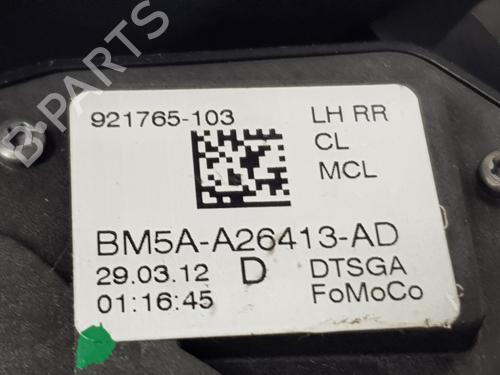 921765-103 LH RR
CL
MCL
BM5A-A26413-AD
29.03.12 D DTSGA
01:16:45 FoMoCo
B-PARTS